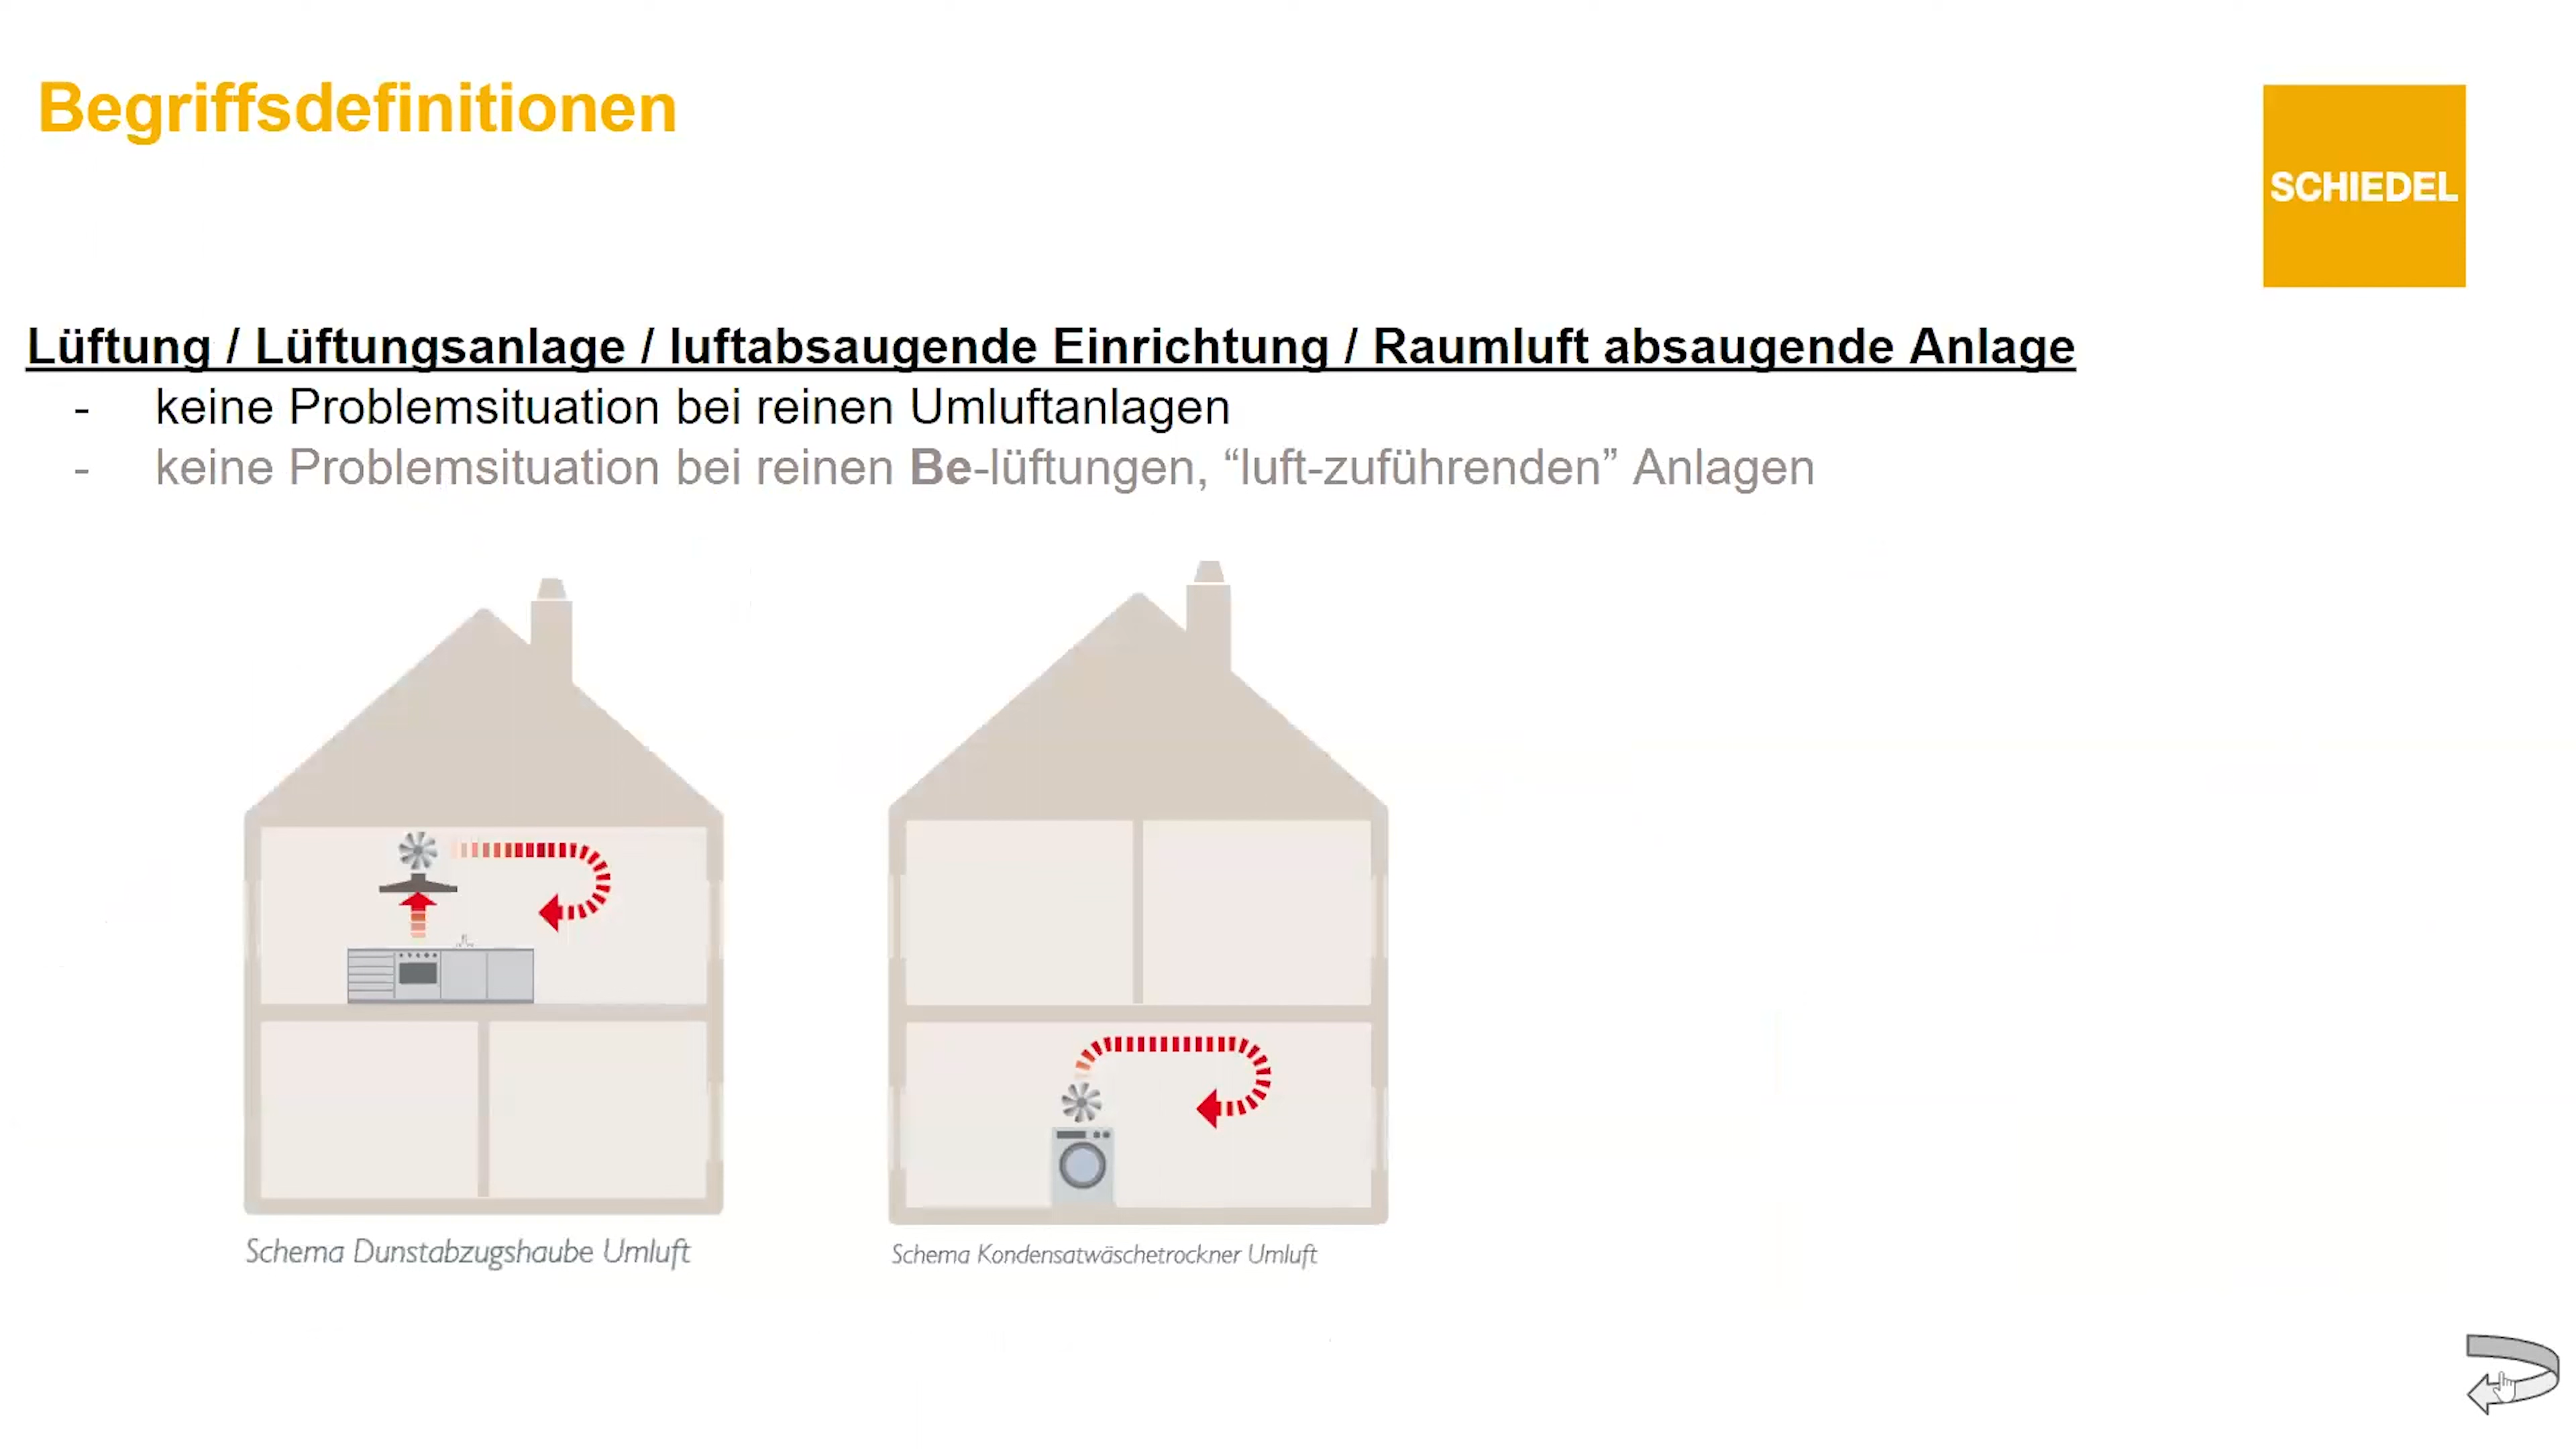 Begriffsdefinitionen
SCHIEDEL
Lüftung / Lüftungsanlage / luftabsaugende Einrichtung / Raumluft absaugende Anlage
- keine Problemsituation bei reinen Umluftanlagen
- keine Problemsituation bei reinen Be-lüftungen, “luft-zuführenden” Anlagen
Schema Dunstabzugshaube Umluft
Schema Kondensatwäschetrockner Umluft